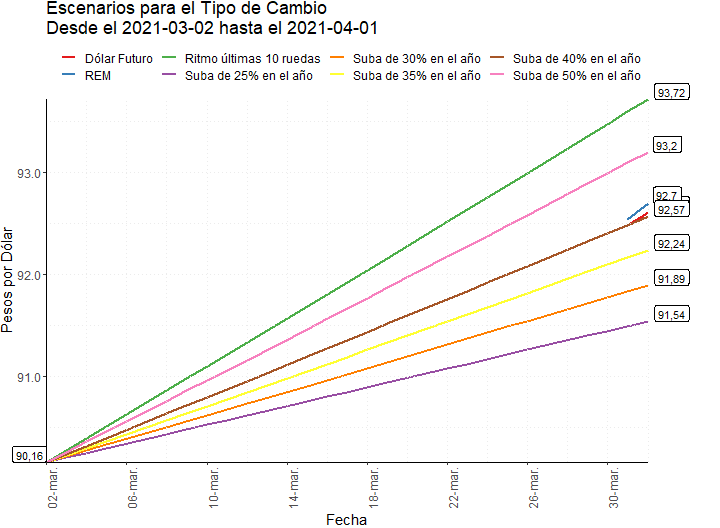 Escenarios para el Tipo de Cambio
Desde el 2021-03-02 hasta el 2021-04-01
Dólar Futuro
Ritmo últimas 10 ruedas
Suba de 30% en el año
Suba de 40% en el año
REM
Suba de 25% en el año
Suba de 35% en el año
Suba de 50% en el año
93,72
93,2
92,7
92,57
92,24
91,89
91,54
90,16
93.0
92.0
91.0
Pesos por Dólar
02-mar.
06-mar.
10-mar.
14-mar.
18-mar.
22-mar.
26-mar.
30-mar.
Fecha